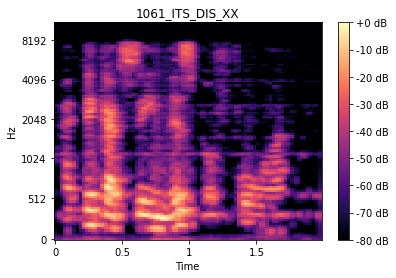 1061_ITS_DIS_XX
+0 dB
8192
-10 dB
4096
-20 dB
-30 dB
2048
Hz
-40 dB
1024
-50 dB
512
-60 dB
-70 dB
0
-80 dB
0 0.5 1 1.5
Time